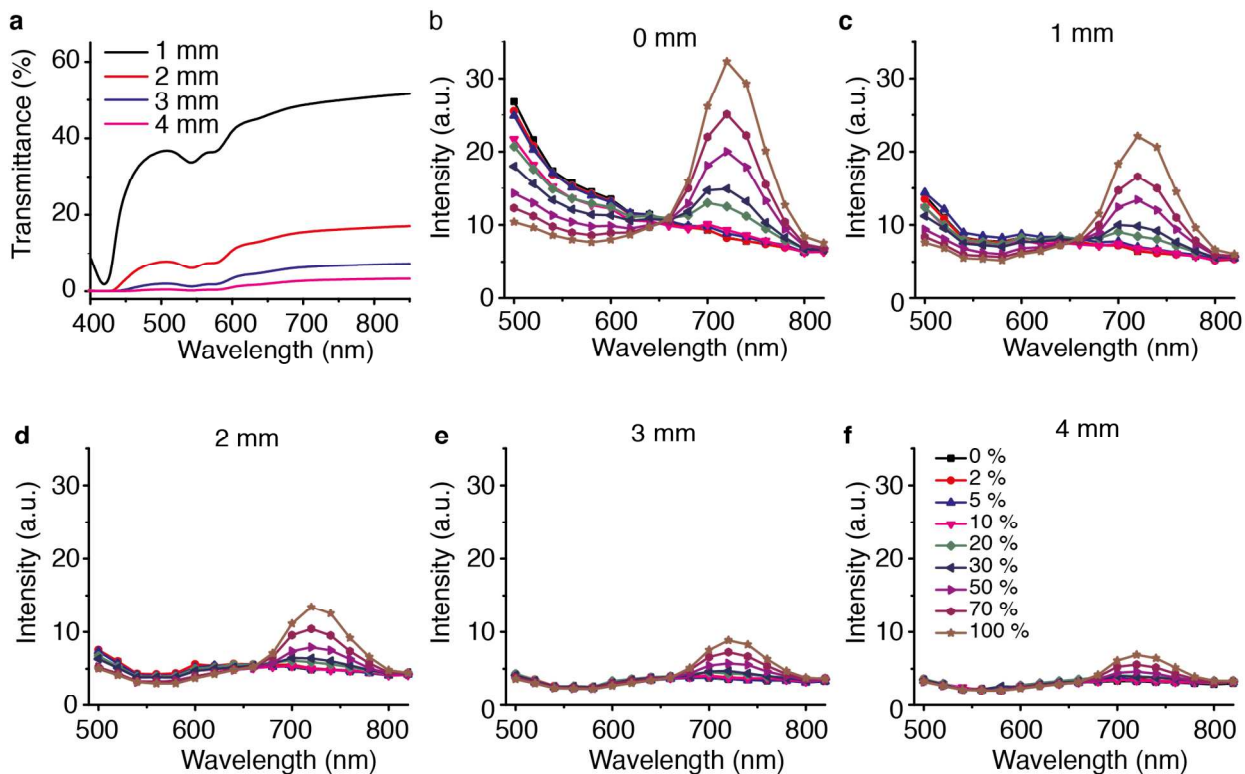 a
Transmittance (%)
60
40
20
0
1 mm
2 mm
3 mm
4 mm
400 500 600 700 800
Wavelength (nm)
b
0 mm
Intensity (a.u.)
30
20
10
0
500 600 700 800
Wavelength (nm)
c
1 mm
Intensity (a.u.)
30
20
10
0
500 600 700 800
Wavelength (nm)
d
2 mm
Intensity (a.u.)
30
20
10
0
500 600 700 800
Wavelength (nm)
e
3 mm
Intensity (a.u.)
30
20
10
0
500 600 700 800
Wavelength (nm)
f
4 mm
Intensity (a.u.)
30
20
10
0
0 %
2 %
5 %
10 %
20 %
30 %
50 %
70 %
100 %
500 600 700 800
Wavelength (nm)